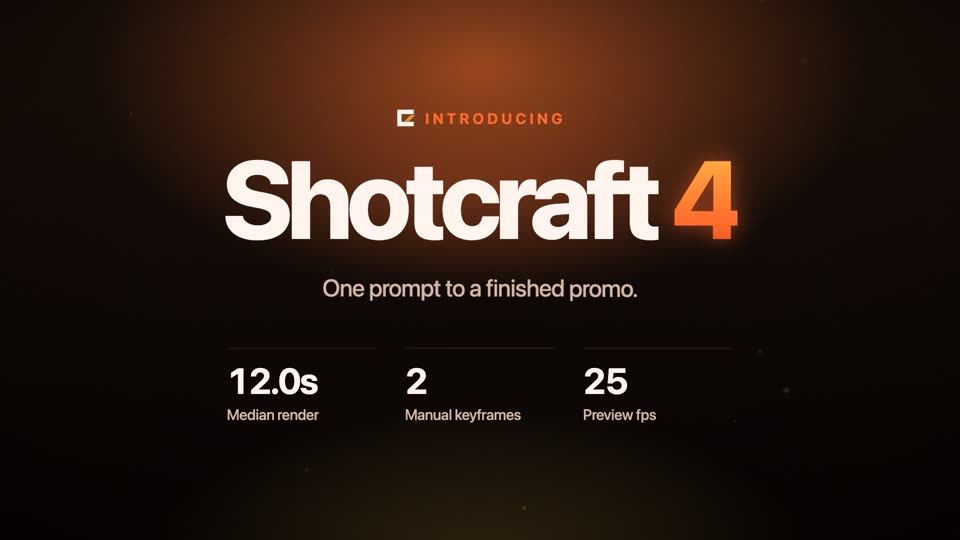 INTRODUCING
Shotcraft 4
One prompt to a finished promo.
12.0s 2 25
Median render Manual keyframes Preview fps